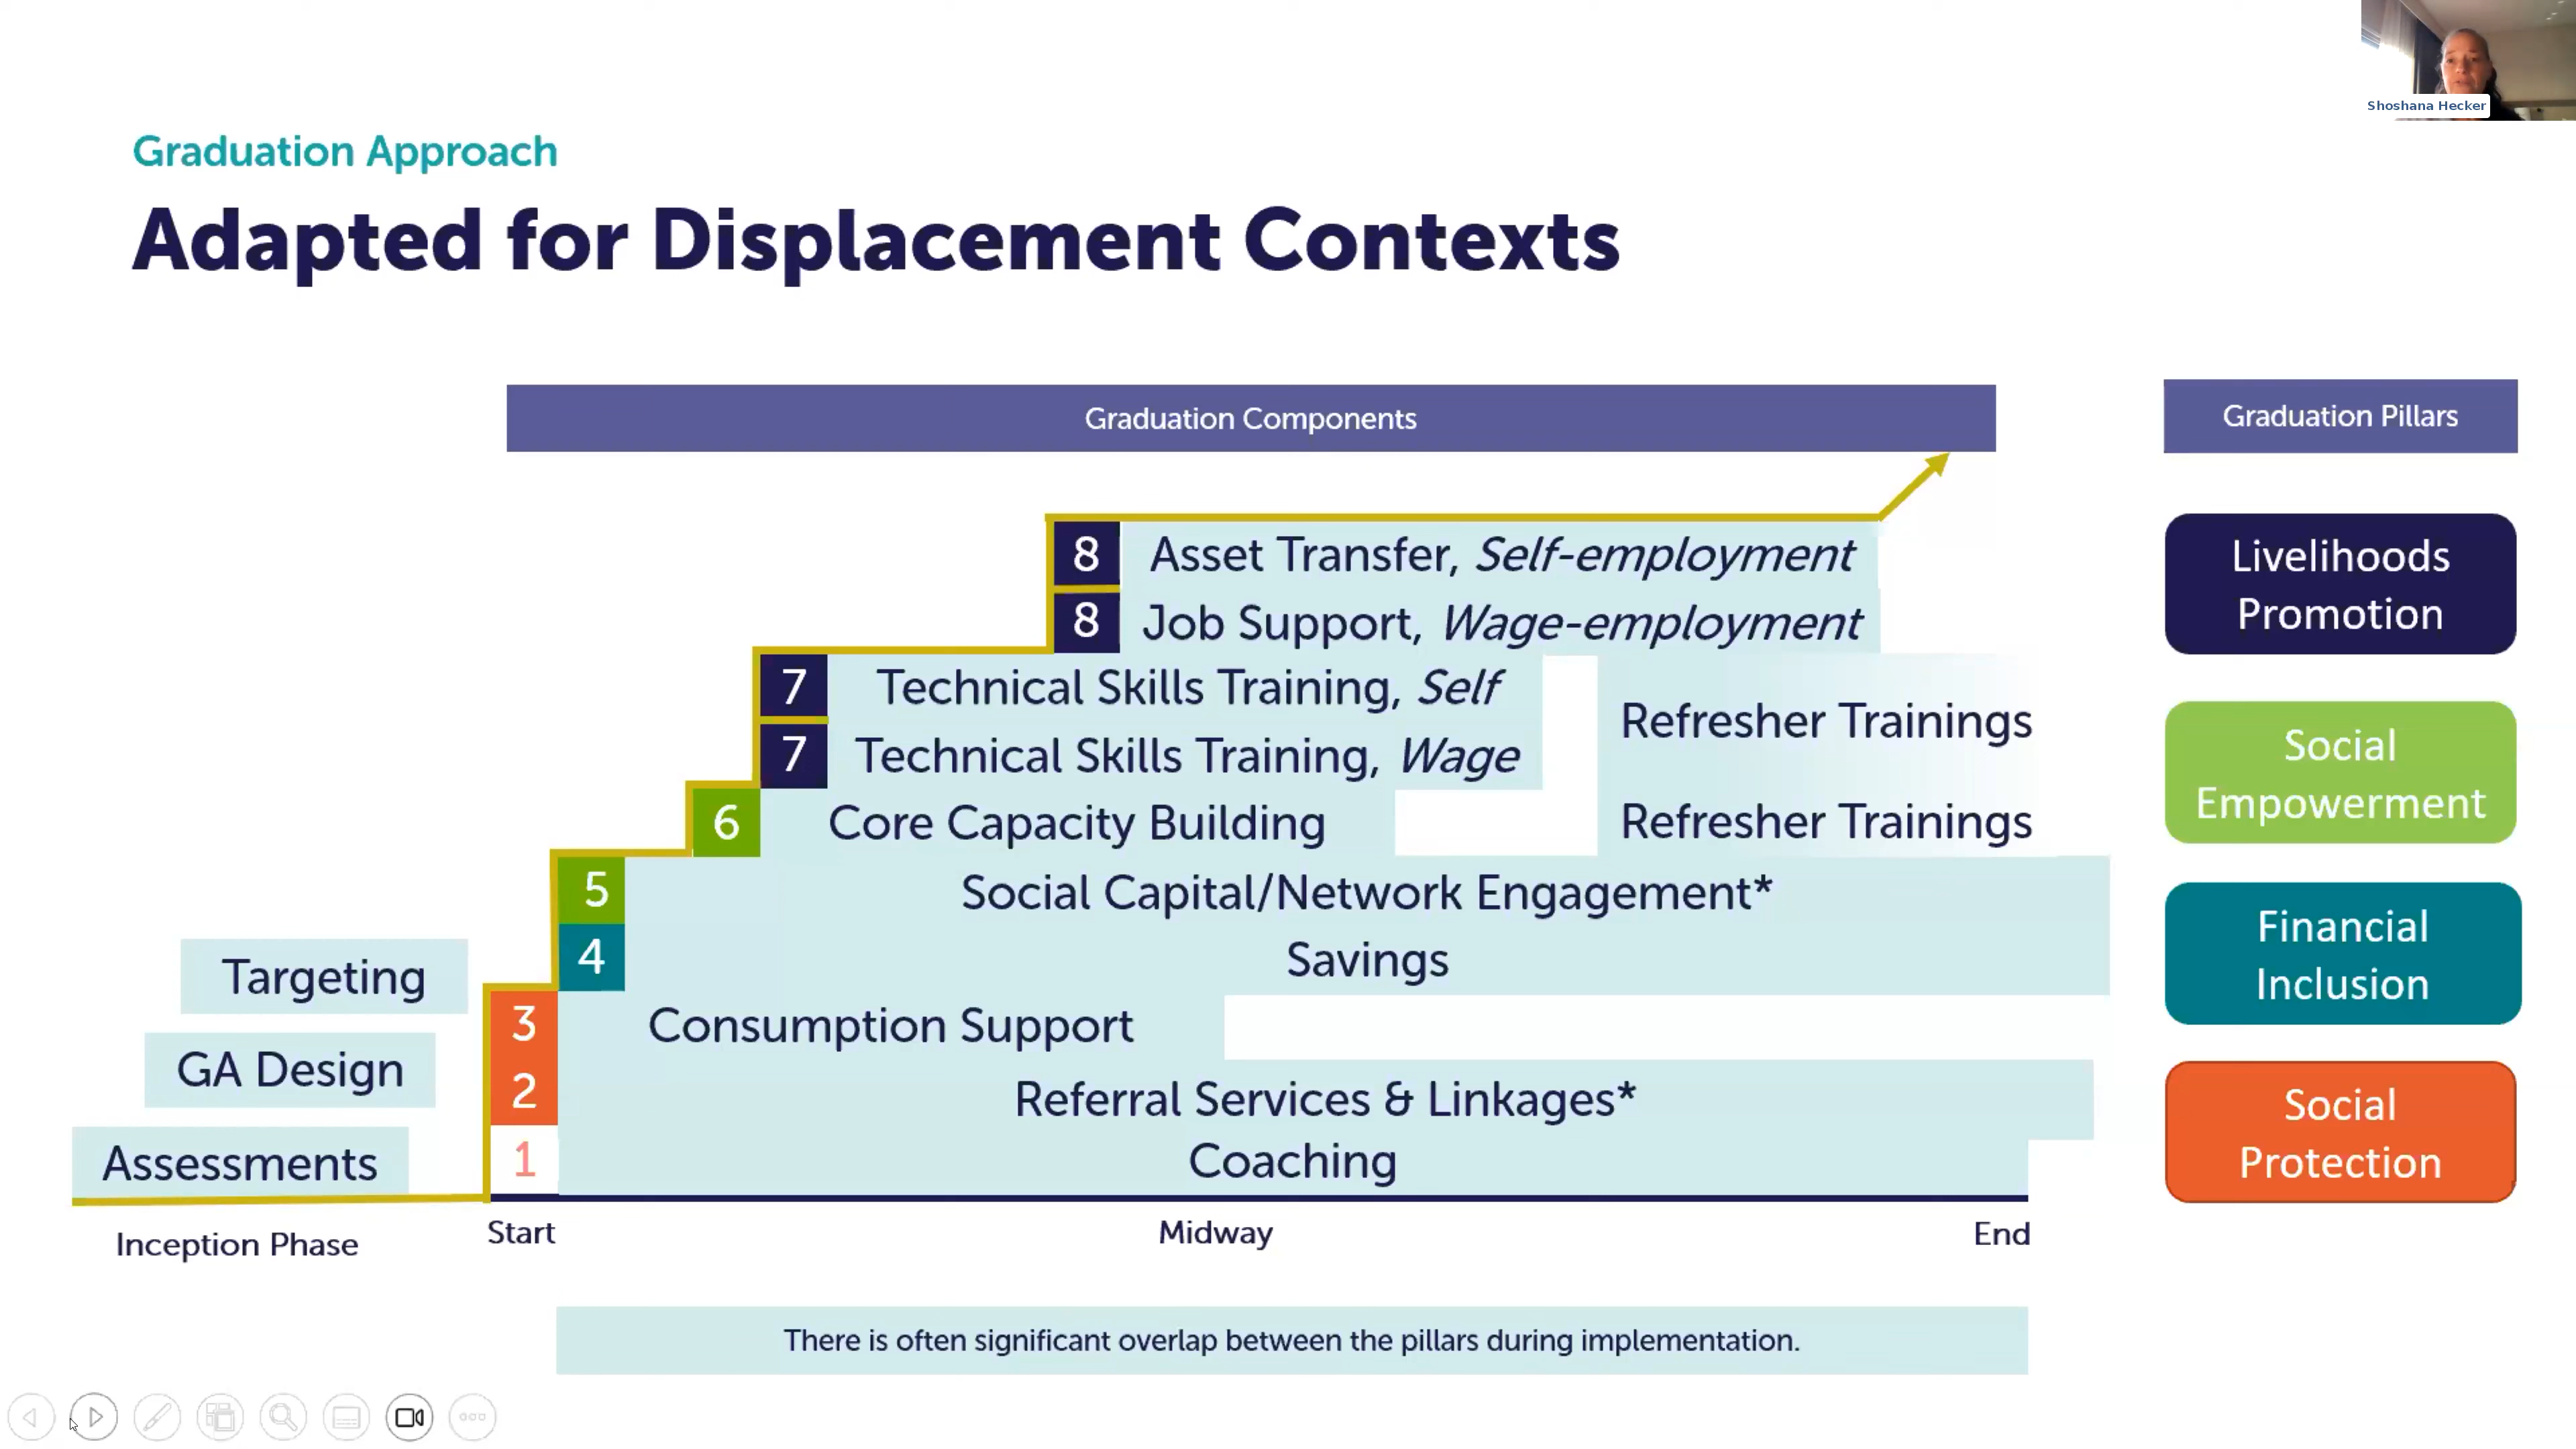 Shoshana Hecker
Graduation Approach
Adapted for Displacement Contexts
Graduation Components
Graduation Pillars
8 Asset Transfer, Self-employment
8 Job Support, Wage-employment
7 Technical Skills Training, Self
7 Technical Skills Training, Wage
Refresher Trainings
6 Core Capacity Building
Refresher Trainings
5 Social Capital/Network Engagement*
4 Savings
3 Consumption Support
2 Referral Services & Linkages*
1 Coaching
Targeting
GA Design
Assessments
Inception Phase
Start
Midway
End
Livelihoods
Promotion
Social
Empowerment
Financial
Inclusion
Social
Protection
There is often significant overlap between the pillars during implementation.